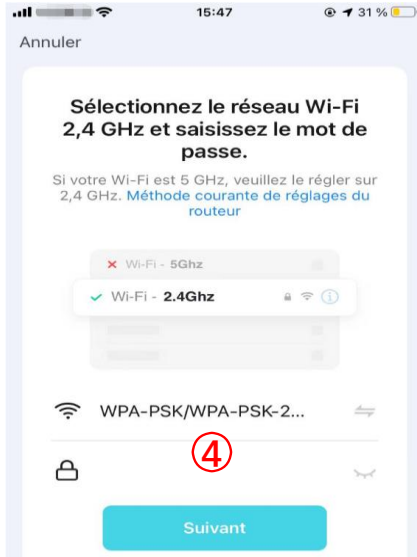 15:47
31 %
Annuler
Sélectionnez le réseau Wi-Fi
2,4 GHz et saisissez le mot de
passe.
Si votre Wi-Fi est 5 GHz, veuillez le régler sur
2,4 GHz. Méthode courante de réglages du
routeur
Wi-Fi - 5Ghz
Wi-Fi - 2.4Ghz
WPA-PSK/WPA-PSK-2...
④
Suivant